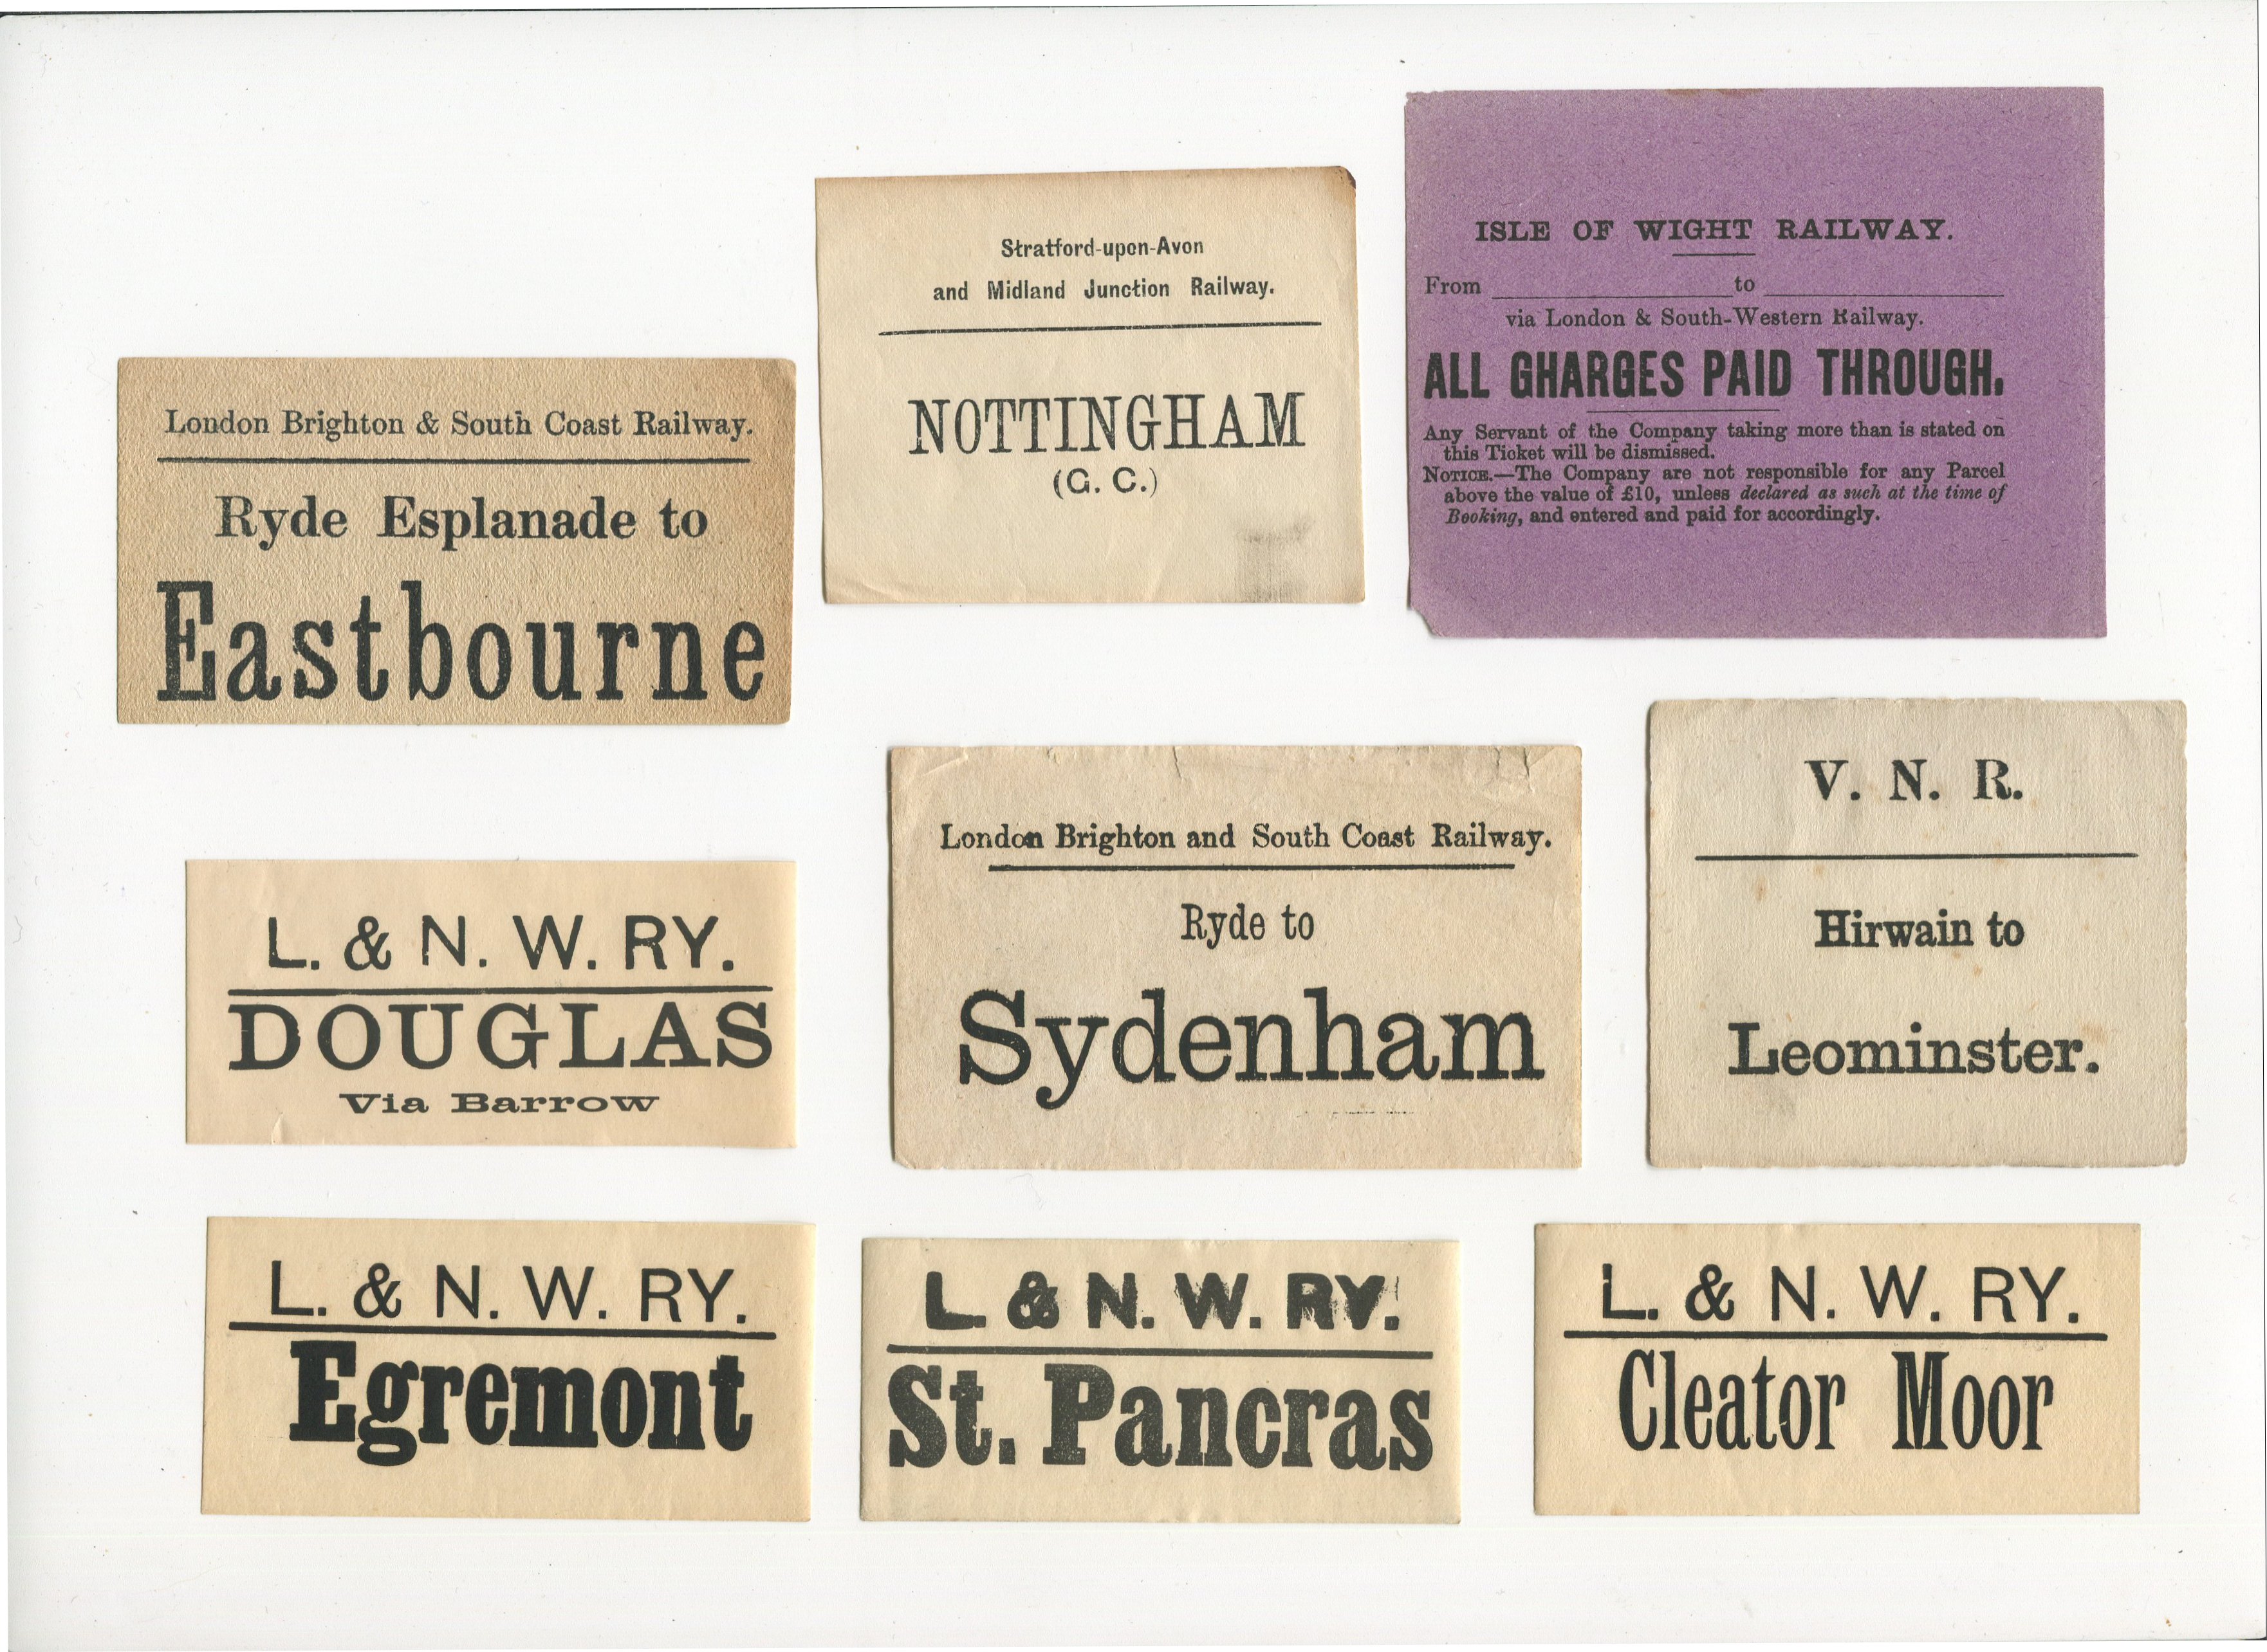 London Brighton & South Coast Railway.
Ryde Esplanade to
Eastbourne
Stratford-upon-Avon
and Midland Junction Railway.
NOTTINGHAM
(G. C.)
ISLE OF WIGHT RAILWAY.
From to
via London & South-Western Railway.
ALL GHARGES PAID THROUGH.
Any Servant of the Company taking more than is stated on
this Ticket will be dismissed.
NOTICE.—The Company are not responsible for any Parcel
above the value of £10, unless declared as such at the time of
Booking, and entered and paid for accordingly.
L. & N. W. RY.
DOUGLAS
Via Barrow
London Brighton and South Coast Railway.
Ryde to
Sydenham
V. N. R.
Hirwain to
Leominster.
L. & N. W. RY.
Egremont
L. & N. W. RY.
St. Pancras
L. & N. W. RY.
Cleator Moor